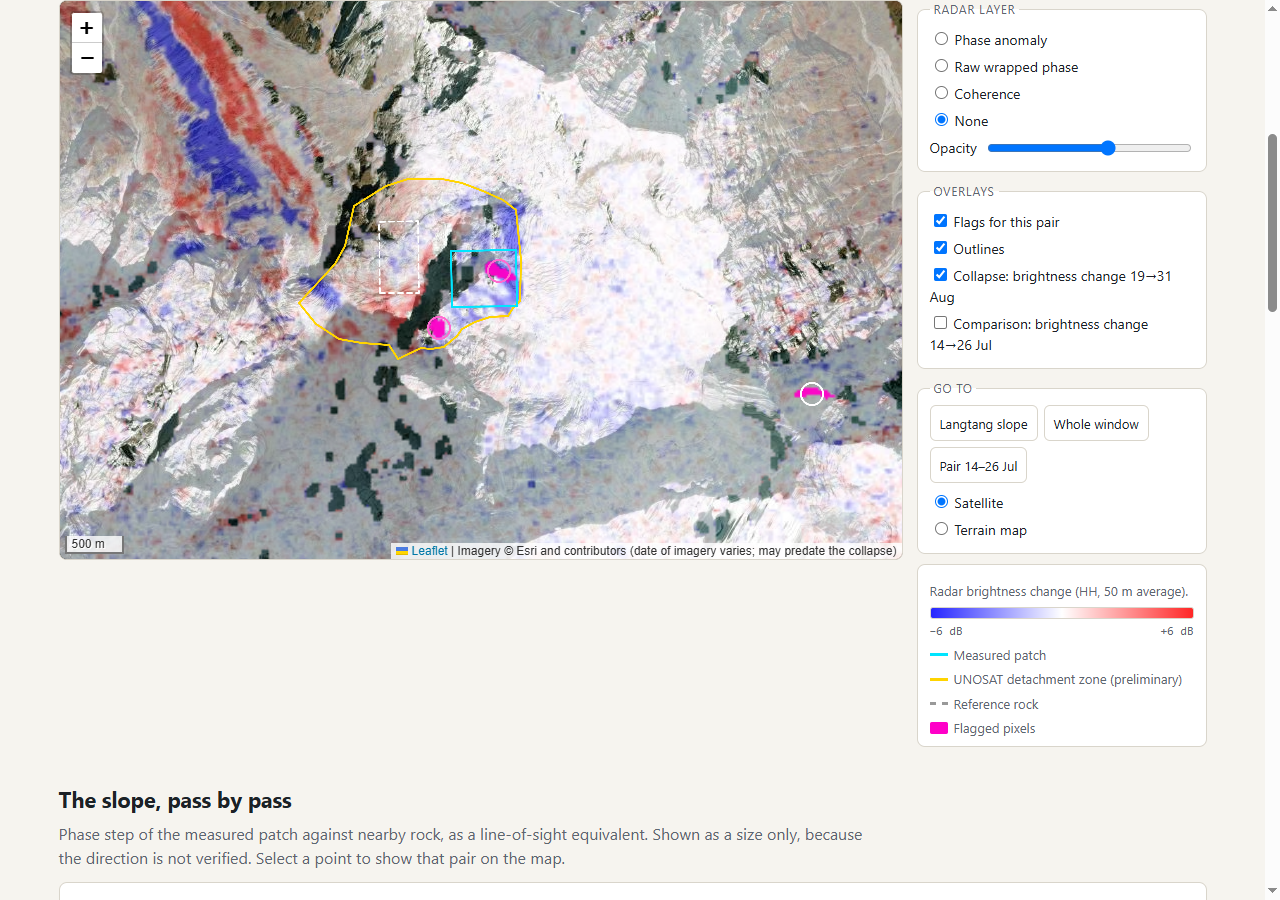 +
−
500 m
Leaflet | Imagery © Esri and contributors (date of imagery varies; may predate the collapse)
RADAR LAYER
Phase anomaly
Raw wrapped phase
Coherence
None
Opacity
OVERLAYS
Flags for this pair
Outlines
Collapse: brightness change 19→31
Aug
Comparison: brightness change
14→26 Jul
GO TO
Langtang slope
Whole window
Pair 14–26 Jul
Satellite
Terrain map
Radar brightness change (HH, 50 m average).
−6 dB
+6 dB
Measured patch
UNOSAT detachment zone (preliminary)
Reference rock
Flagged pixels
The slope, pass by pass
Phase step of the measured patch against nearby rock, as a line-of-sight equivalent. Shown as a size only, because
the direction is not verified. Select a point to show that pair on the map.